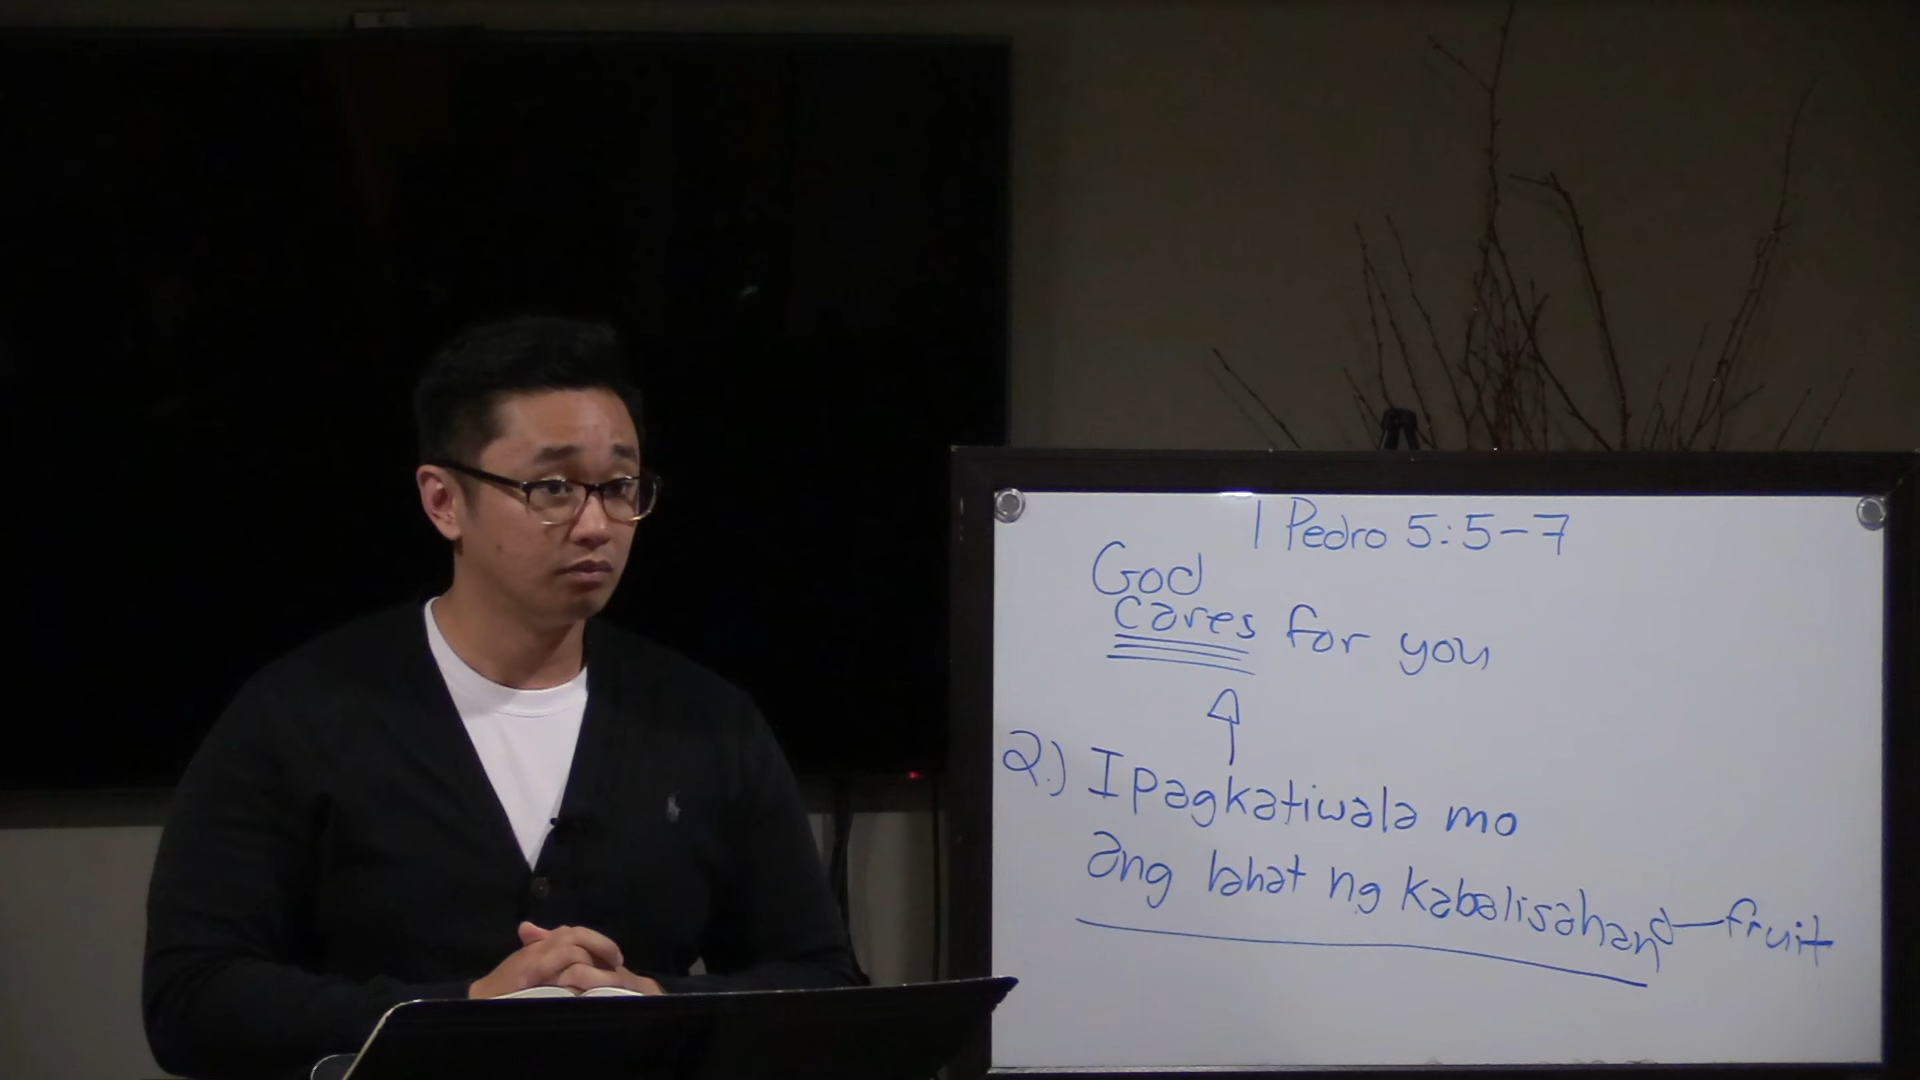 1 Pedro 5:5-7
God
cares for you
2.) Ipagkatiwala mo
ang lahat ng kabalisahan - fruit